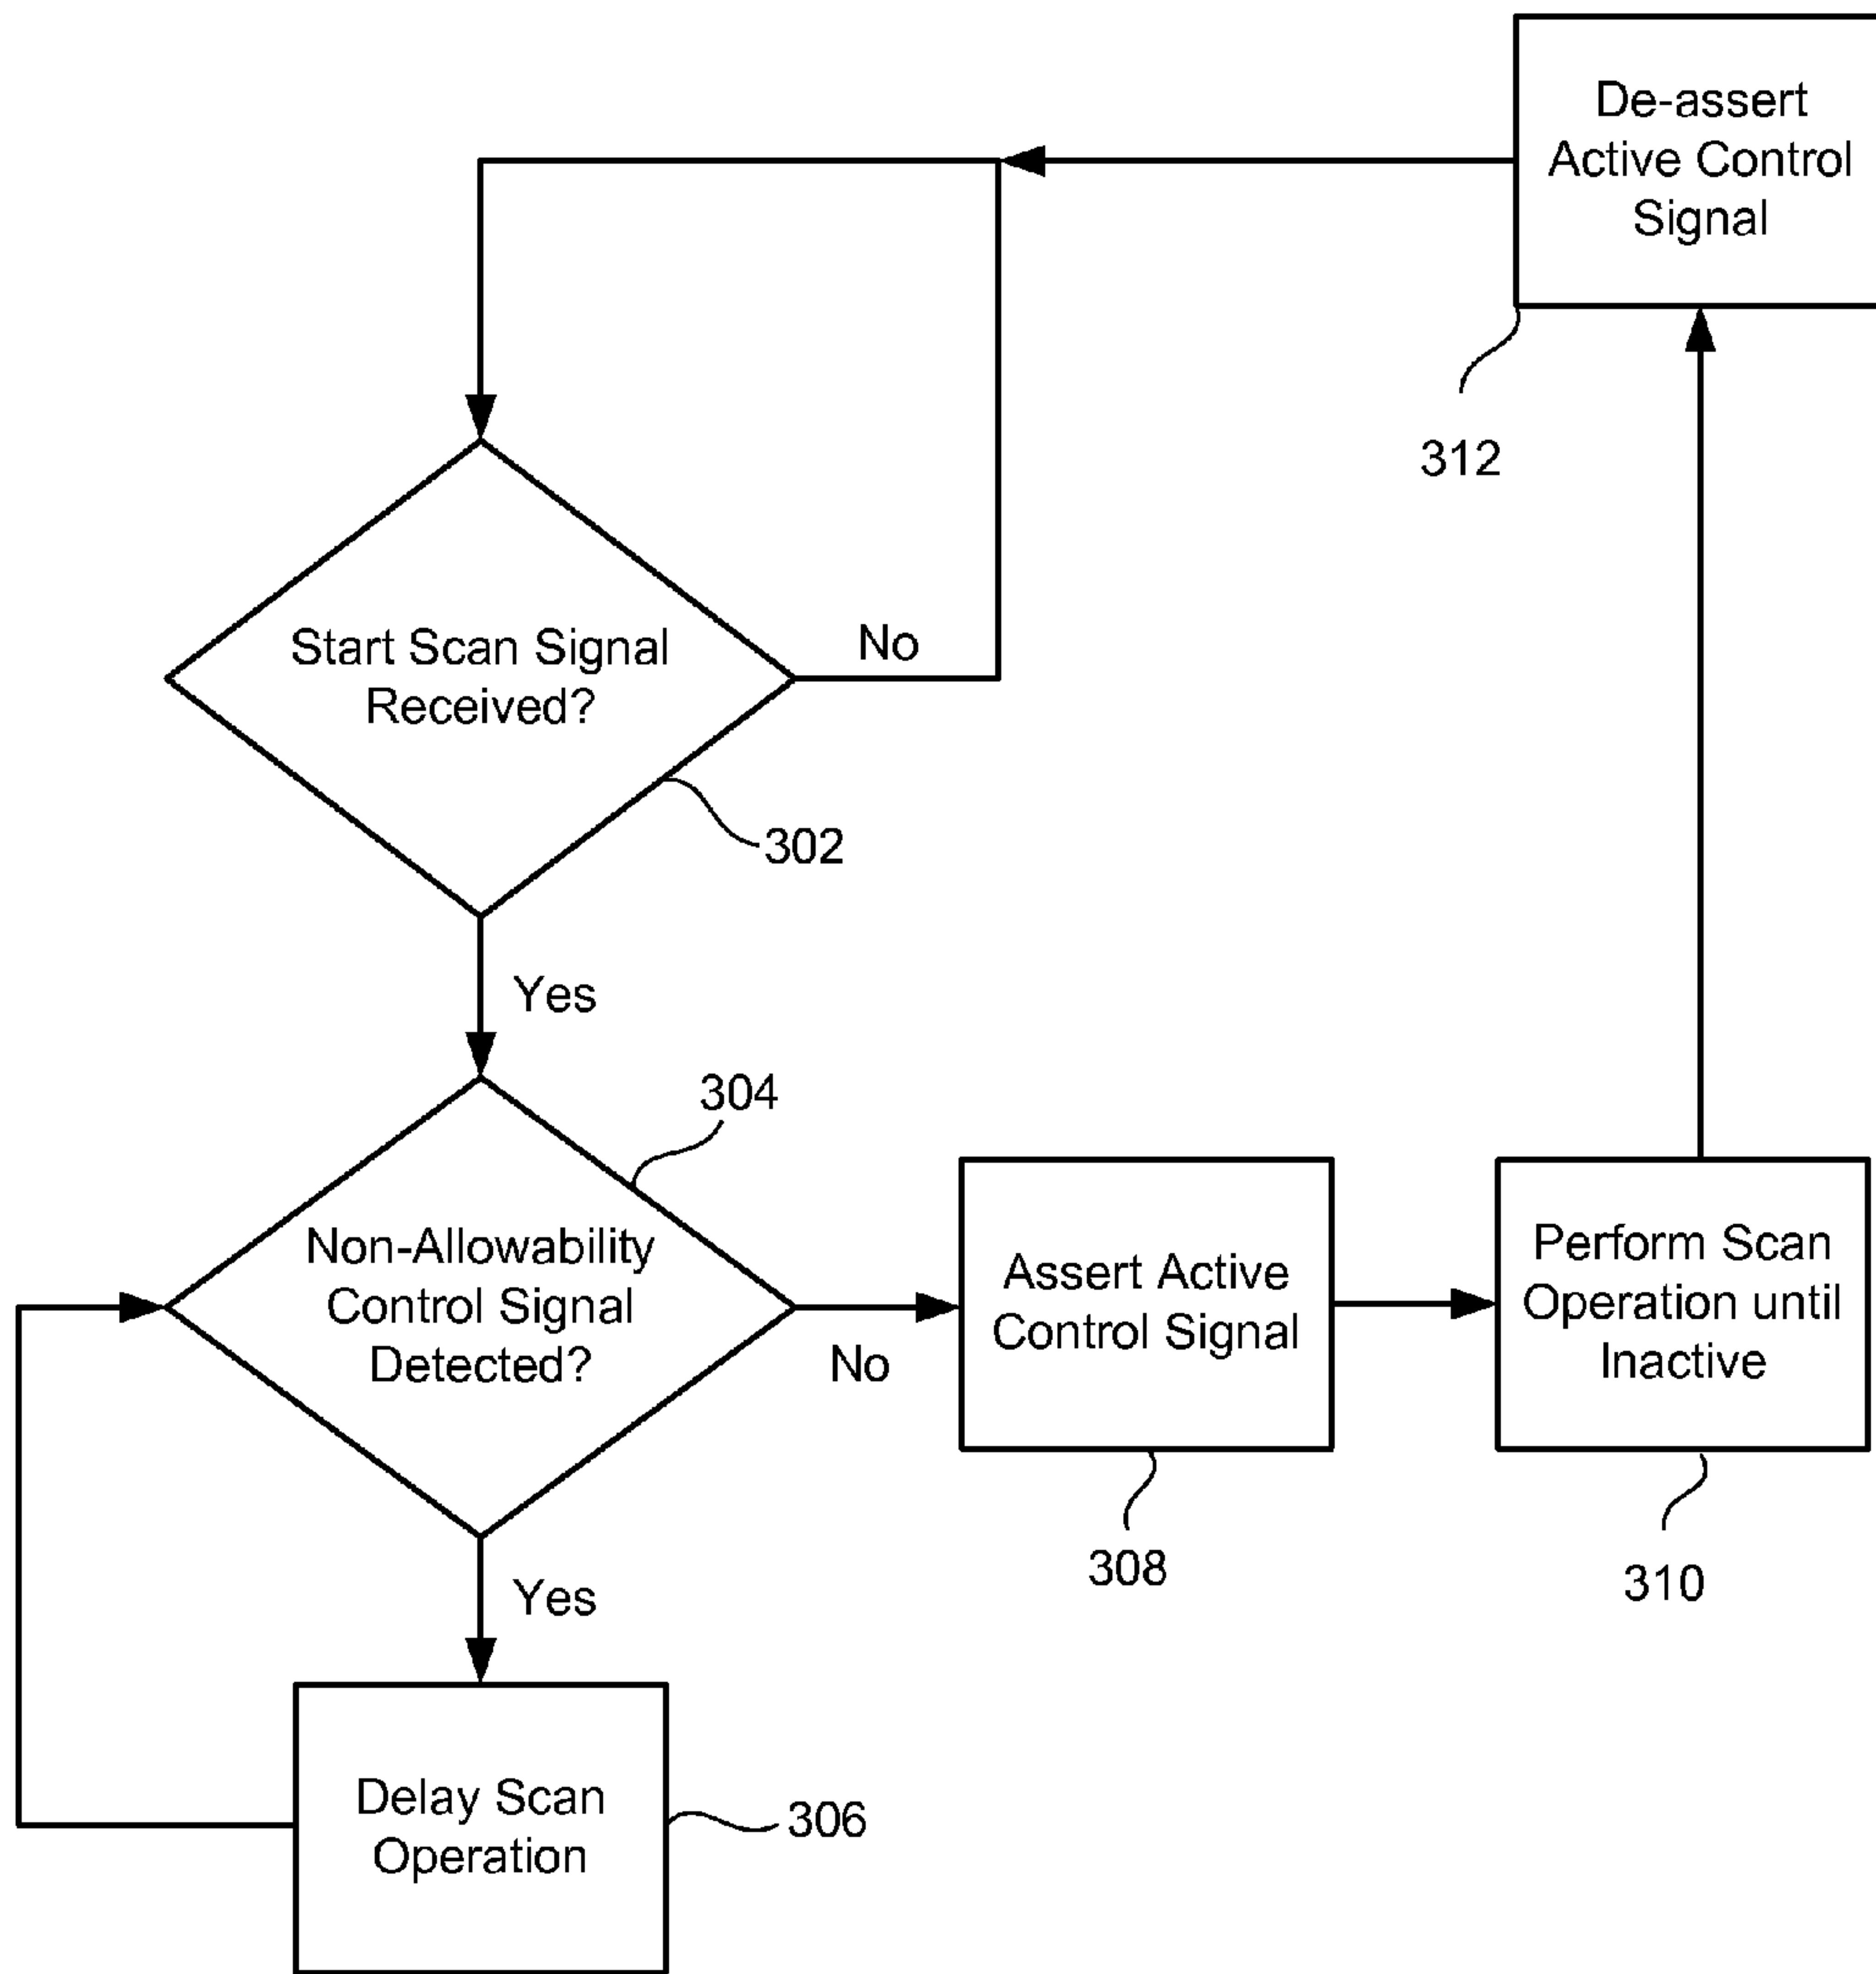 De-assert
Active Control
Signal
312
Start Scan Signal
Received?
No
302
Yes
304
Non-Allowability
Control Signal
Detected?
No
Assert Active
Control Signal
308
Perform Scan
Operation until
Inactive
310
Yes
Delay Scan
Operation
306